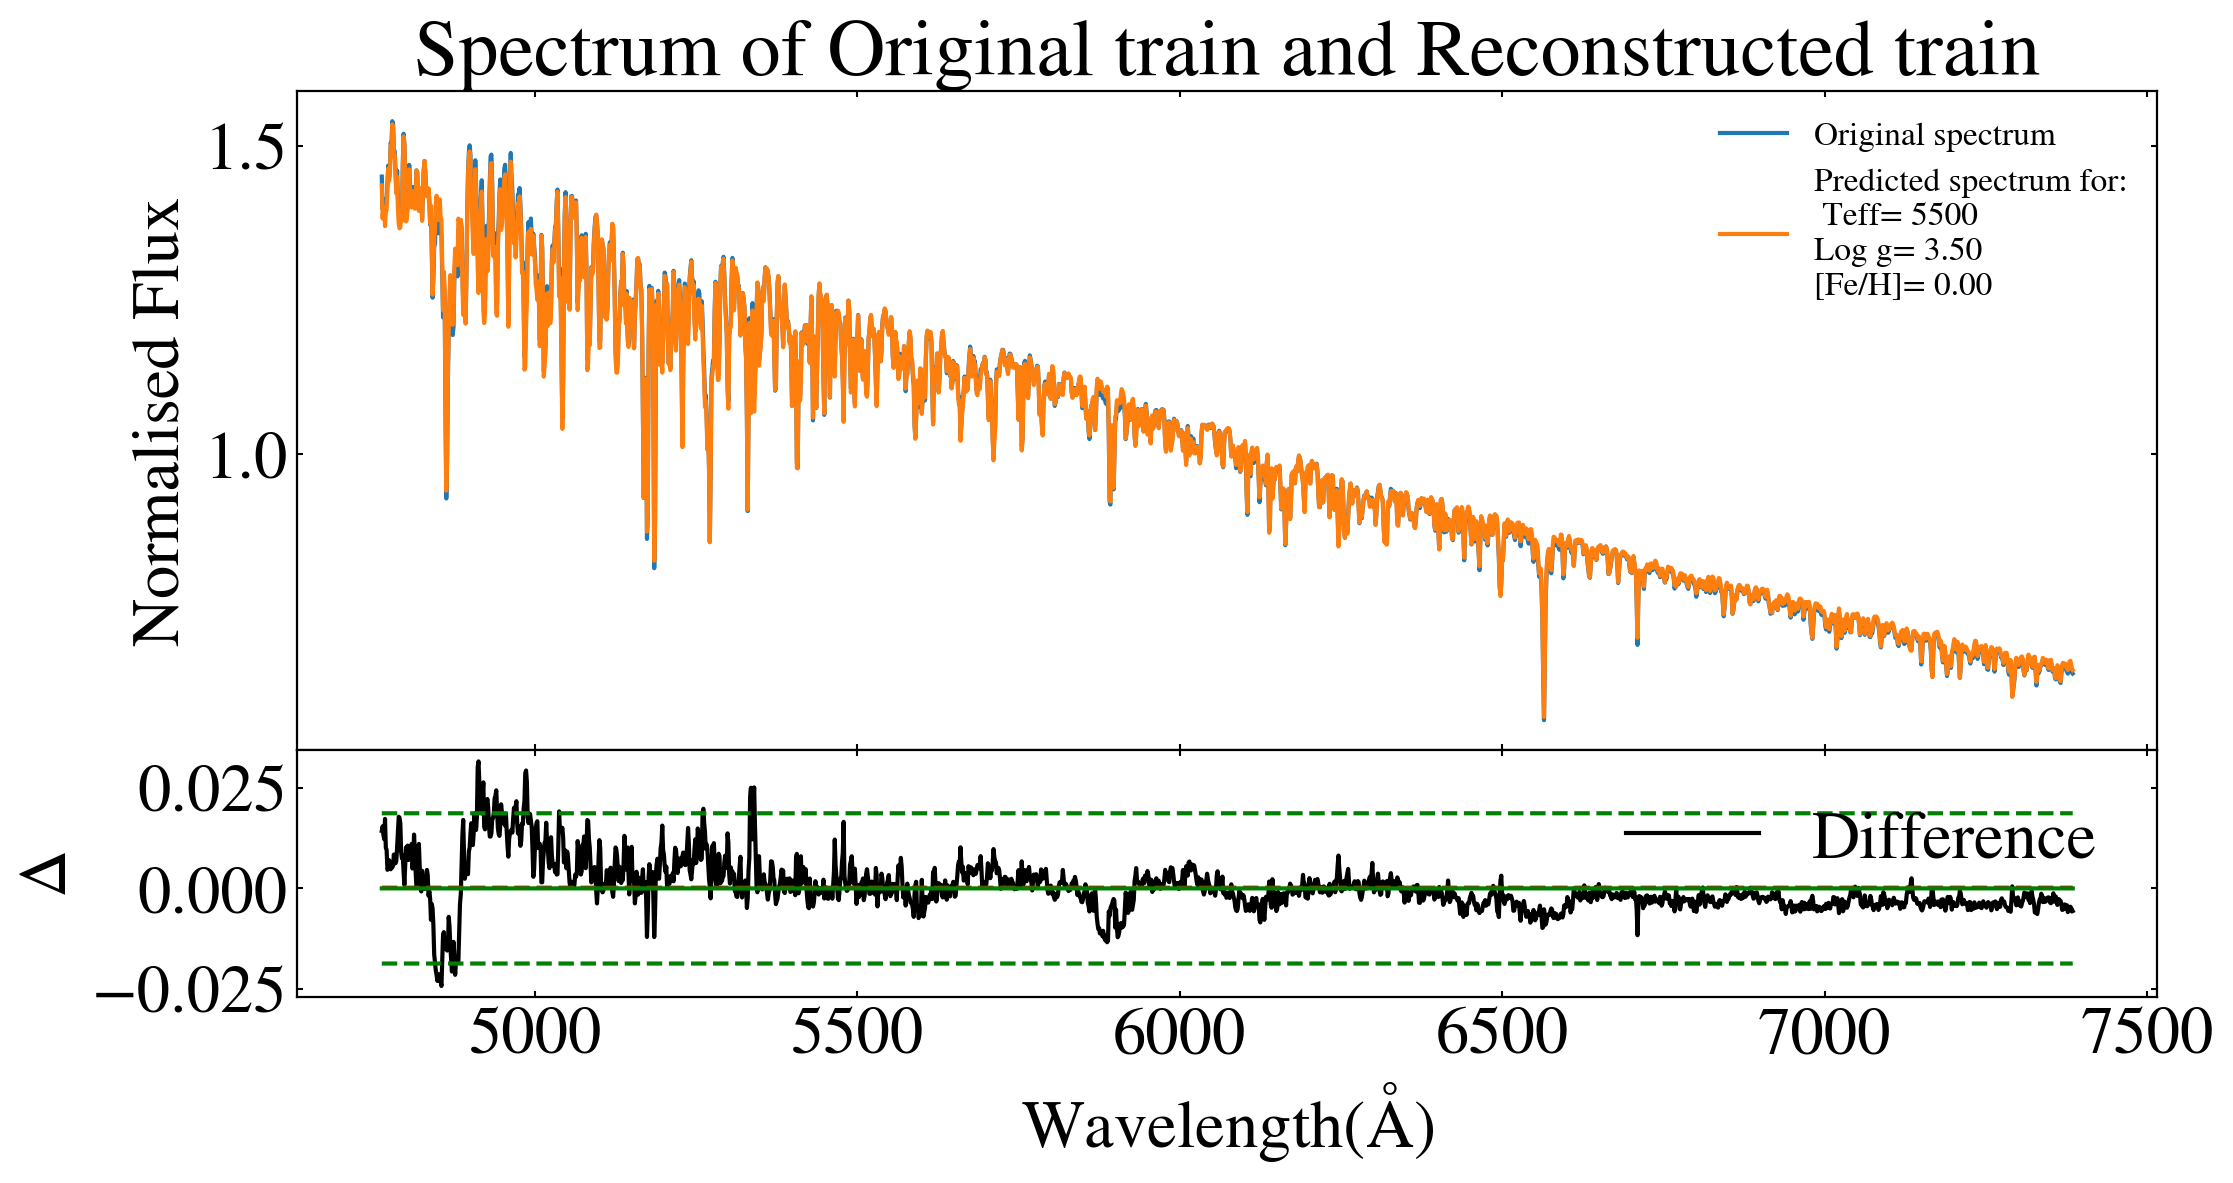 Spectrum of Original train and Reconstructed train
Normalised Flux
1.5
1.0
Original spectrum
Predicted spectrum for:
Teff= 5500
Log g= 3.50
[Fe/H]= 0.00
Δ
0.025
0.000
−0.025
Difference
5000 5500 6000 6500 7000 7500
Wavelength(Å)